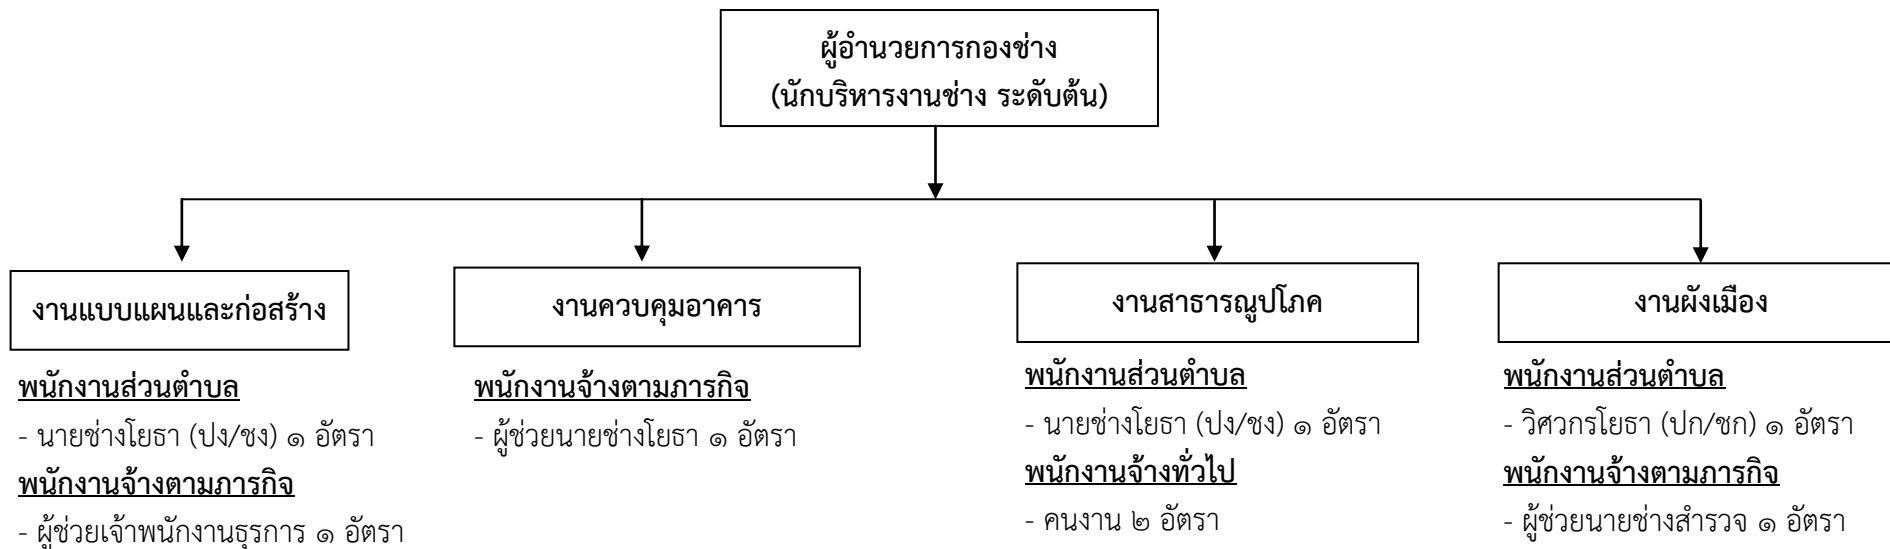 ผู้อำนวยการกองช่าง
(นักบริหารงานช่าง ระดับต้น)
งานแบบแผนและก่อสร้าง
พนักงานส่วนตำบล
- นายช่างโยธา (ปง/ชง) ๑ อัตรา
พนักงานจ้างตามภารกิจ
- ผู้ช่วยเจ้าพนักงานธุรการ ๑ อัตรา
งานควบคุมอาคาร
พนักงานจ้างตามภารกิจ
- ผู้ช่วยนายช่างโยธา ๑ อัตรา
งานสาธารณูปโภค
พนักงานส่วนตำบล
- นายช่างโยธา (ปง/ชง) ๑ อัตรา
พนักงานจ้างทั่วไป
- คนงาน ๒ อัตรา
งานผังเมือง
พนักงานส่วนตำบล
- วิศวกรโยธา (ปก/ชก) ๑ อัตรา
พนักงานจ้างตามภารกิจ
- ผู้ช่วยนายช่างสำรวจ ๑ อัตรา